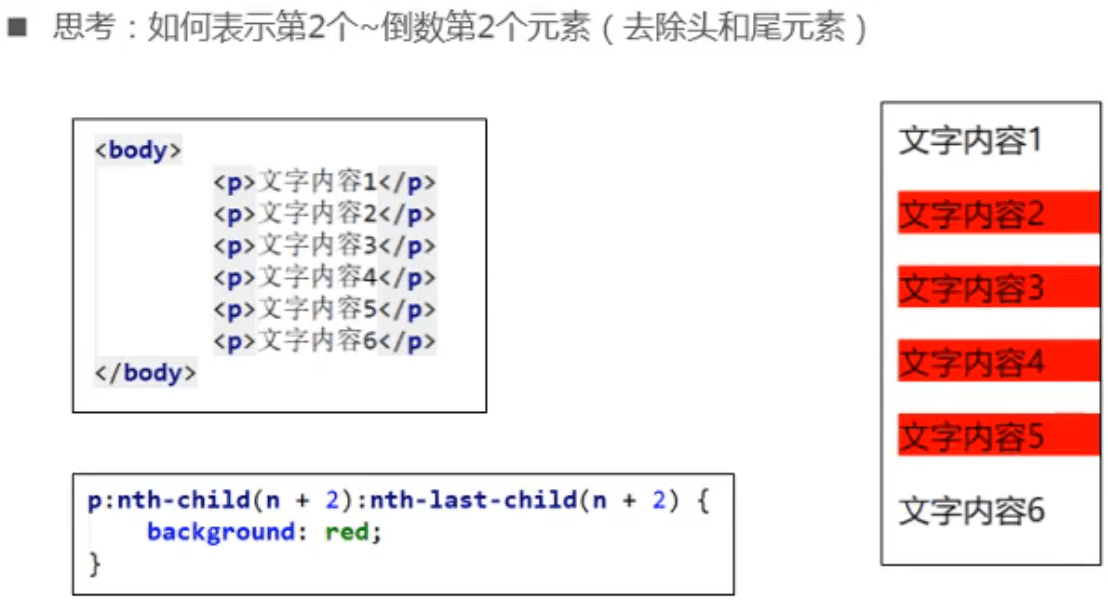 ■ 思考：如何表示第2个~倒数第2个元素（去除头和尾元素）
<body>
<p>文字内容1</p>
<p>文字内容2</p>
<p>文字内容3</p>
<p>文字内容4</p>
<p>文字内容5</p>
<p>文字内容6</p>
</body>
p:nth-child(n + 2):nth-last-child(n + 2) {
background: red;
}
文字内容1
文字内容2
文字内容3
文字内容4
文字内容5
文字内容6